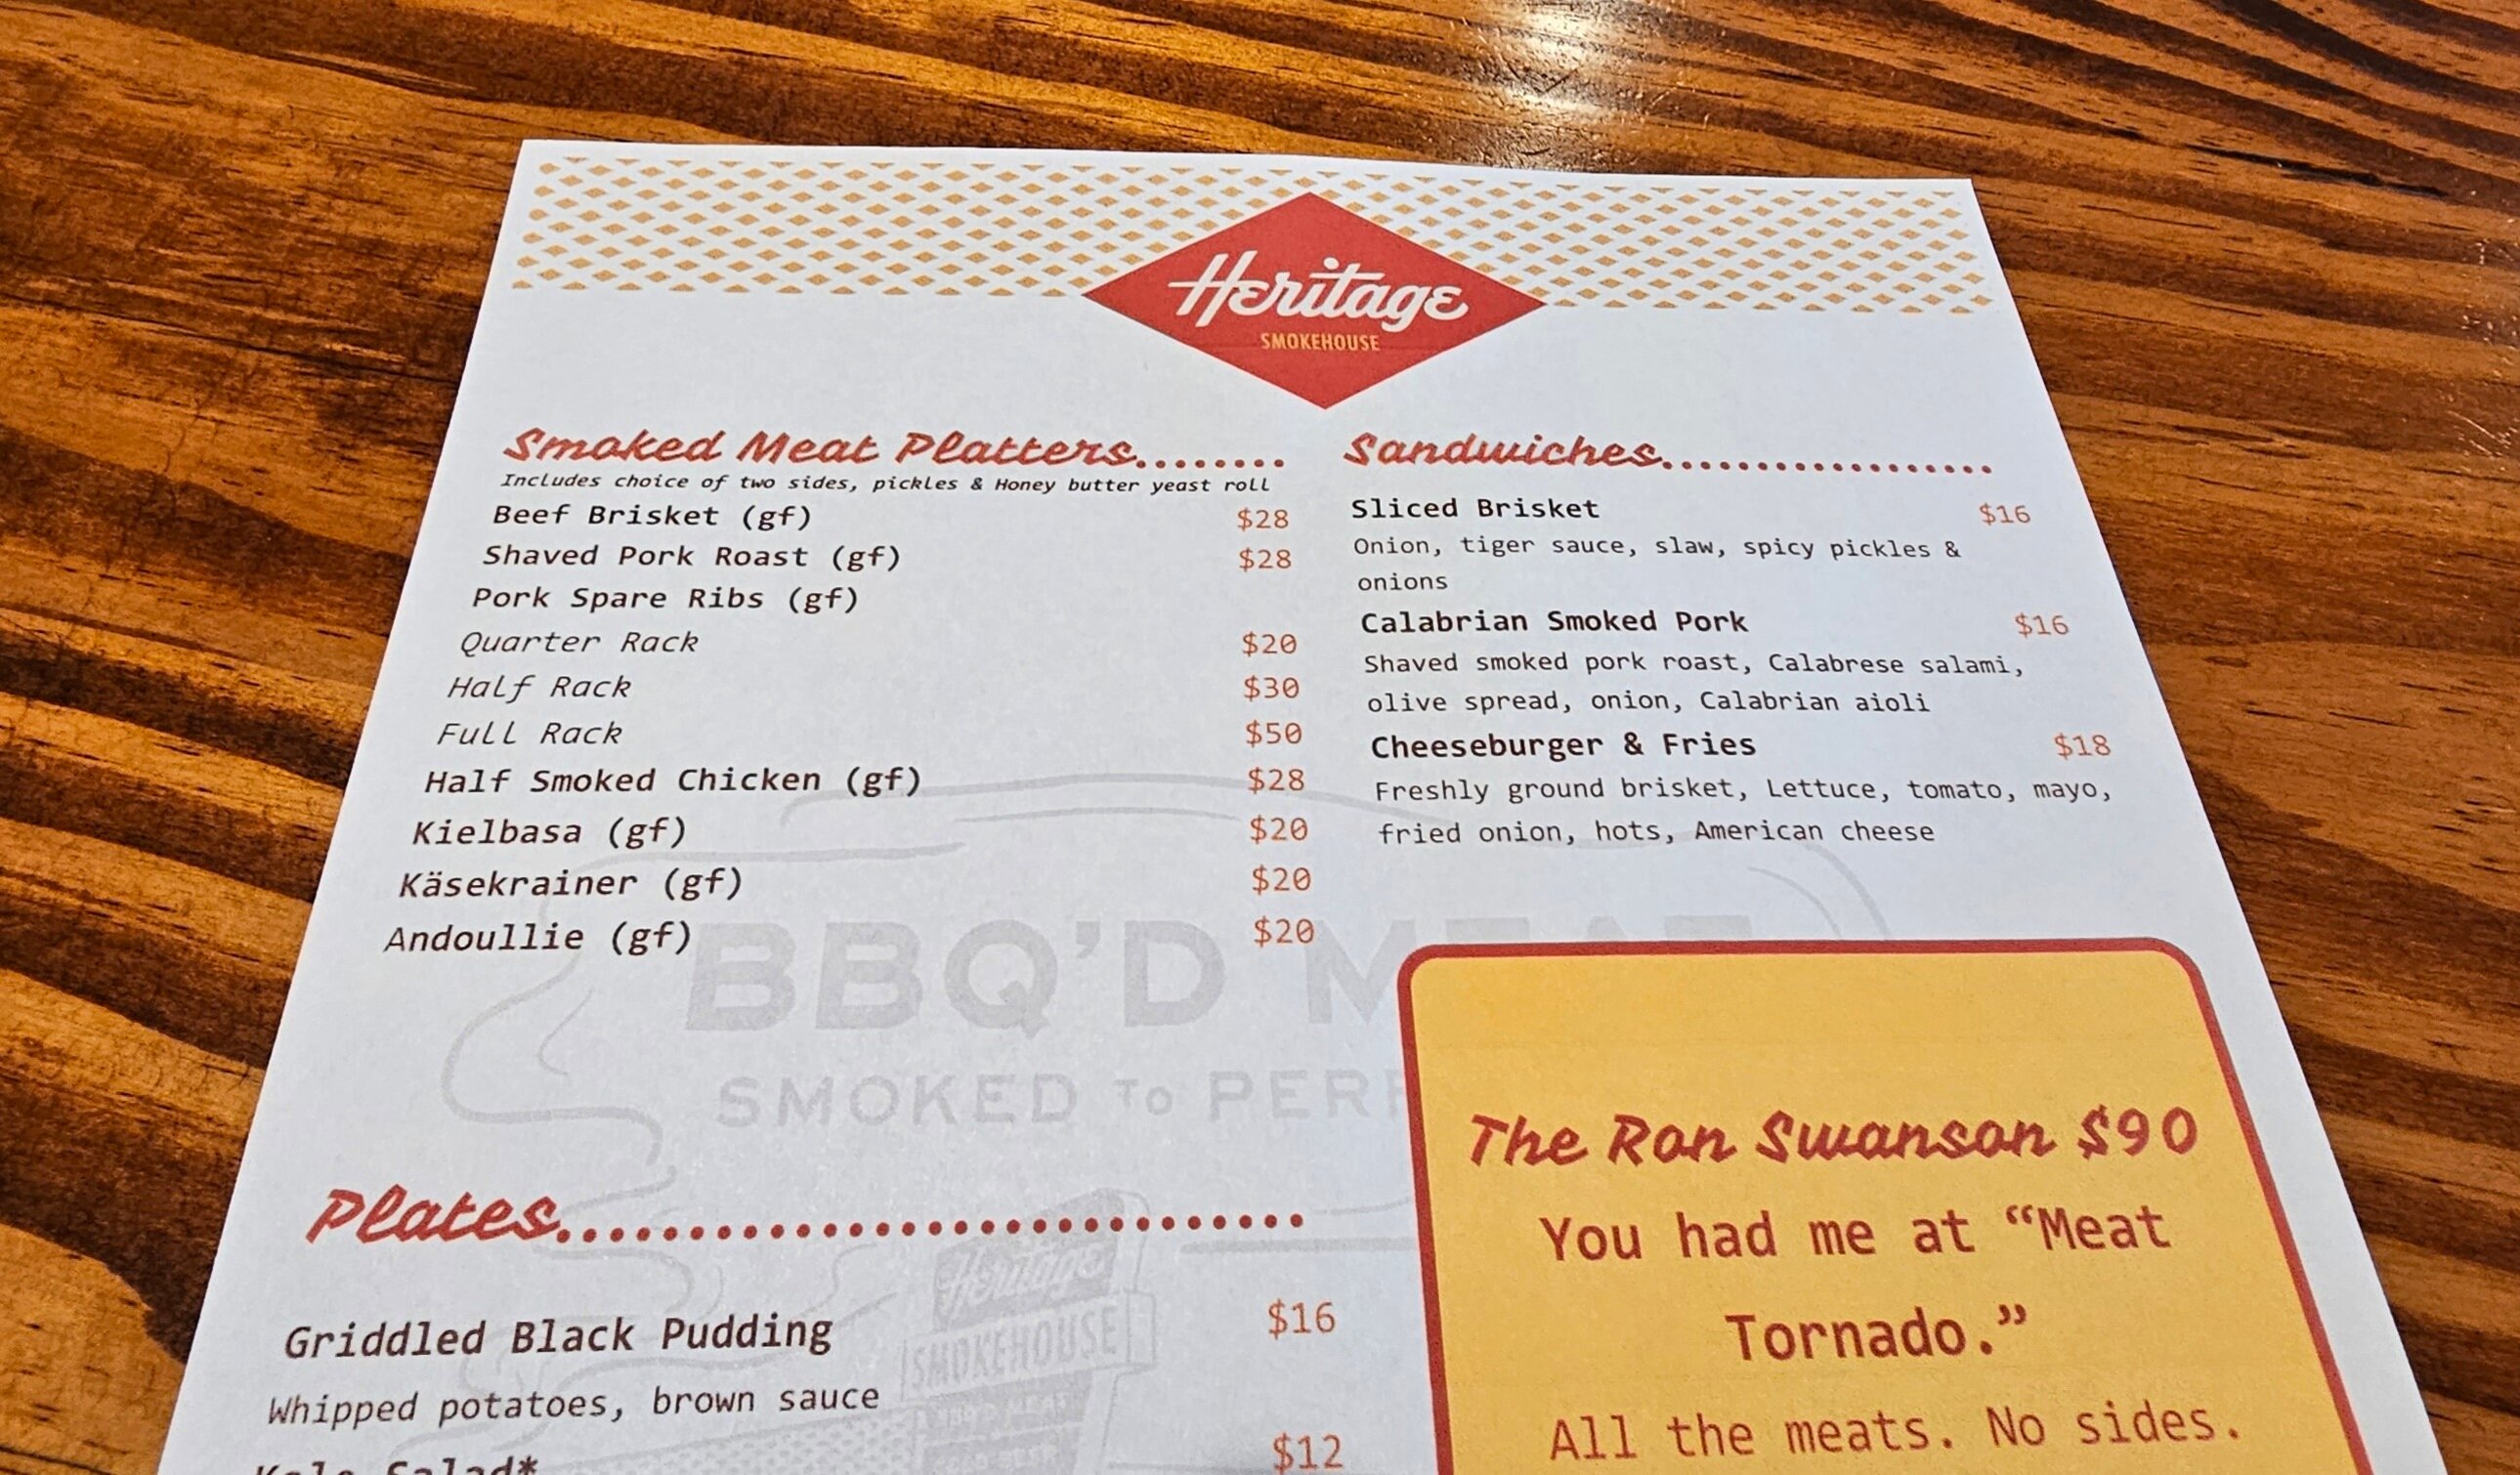 Heritage
SMOKEHOUSE
Smoked Meat Platters........
Includes choice of two sides, pickles & Honey butter yeast roll
Beef Brisket (gf) $28
Shaved Pork Roast (gf) $28
Pork Spare Ribs (gf)
Quarter Rack $20
Half Rack $30
Full Rack $50
Half Smoked Chicken (gf) $28
Kielbasa (gf) $20
Käsekrainer (gf) $20
Andoullie (gf) $20
BBQ'D MEAT
SMOKED TO
Plates............................
Griddled Black Pudding $16
Whipped potatoes, brown sauce
Kale Salad* $12
Heritage
SMOKEHOUSE
Sandwiches..................
Sliced Brisket $16
Onion, tiger sauce, slaw, spicy pickles &
onions
Calabrian Smoked Pork $16
Shaved smoked pork roast, Calabrese salami,
olive spread, onion, Calabrian aioli
Cheeseburger & Fries $18
Freshly ground brisket, Lettuce, tomato, mayo,
fried onion, hots, American cheese
The Ron Swanson $90
You had me at “Meat
Tornado.”
All the meats. No sides.